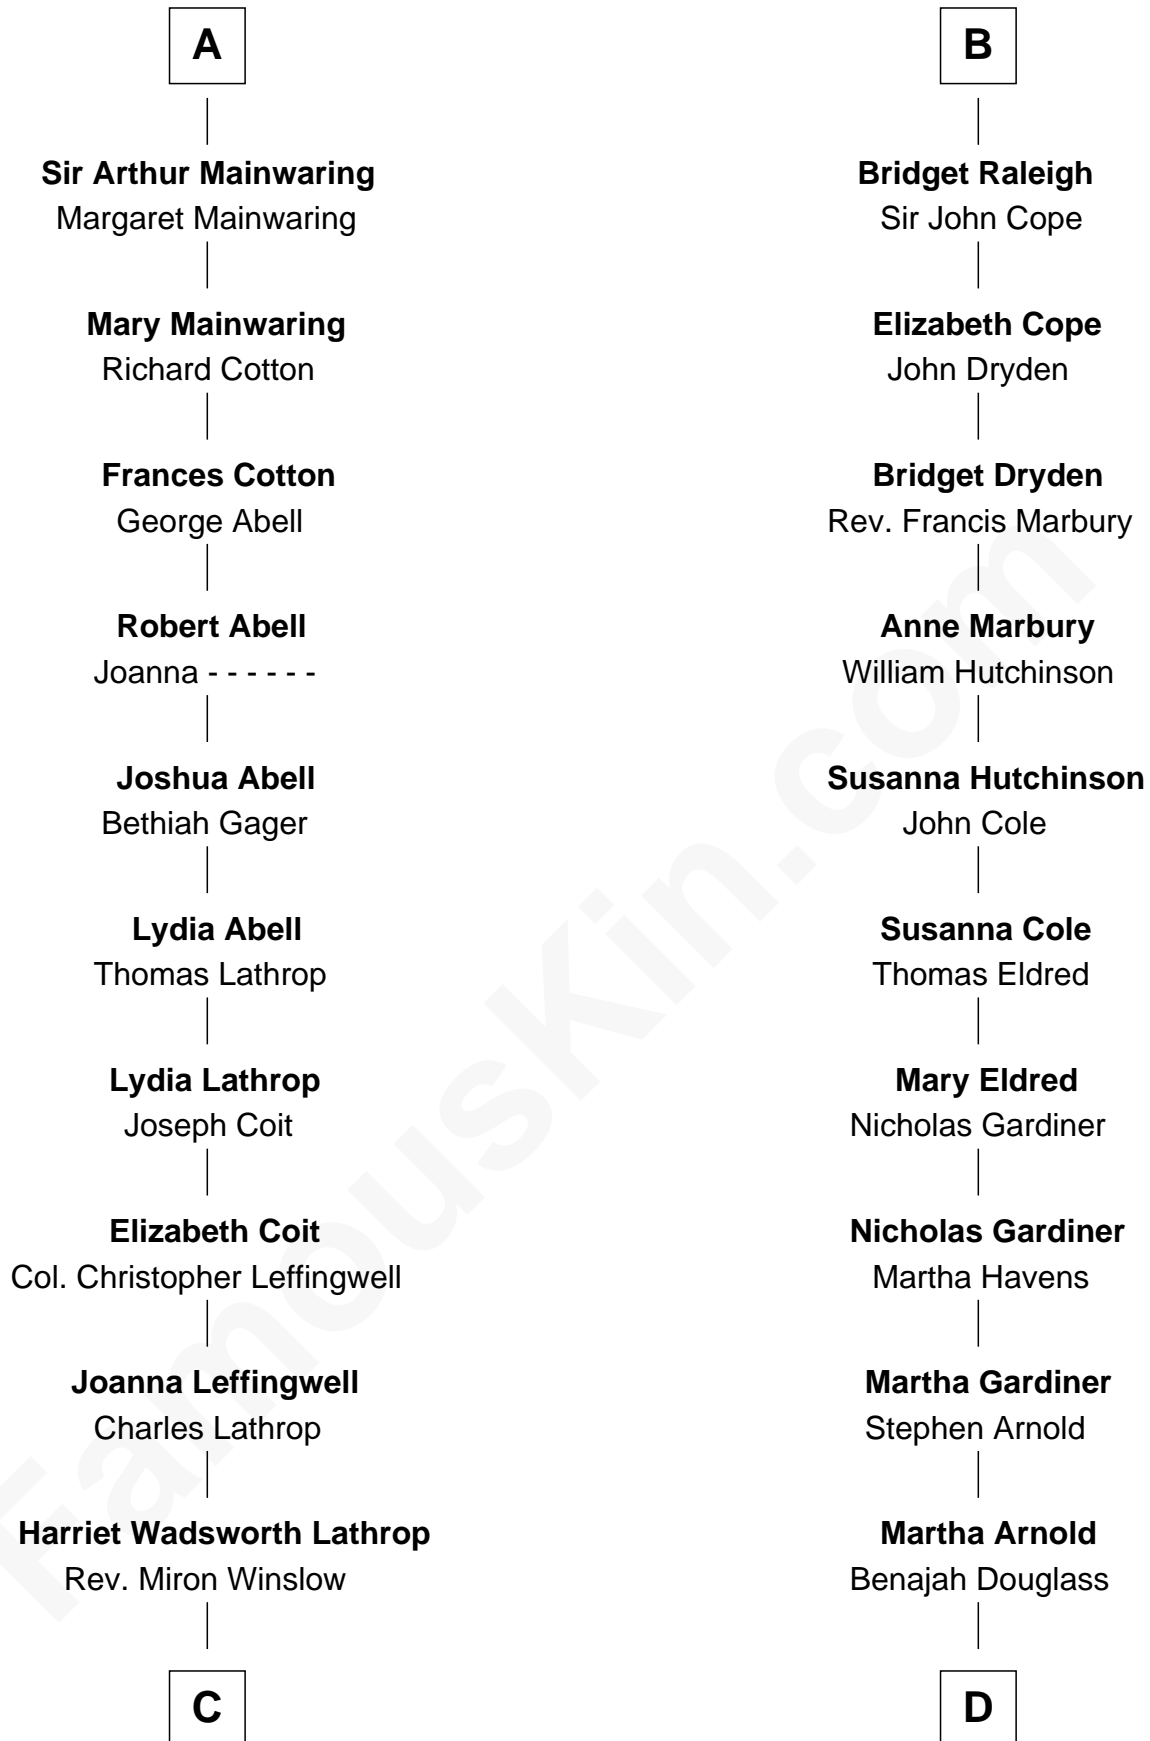 A
Sir Arthur Mainwaring
Margaret Mainwaring
Mary Mainwaring
Richard Cotton
Frances Cotton
George Abell
Robert Abell
Joanna - - - - - -
Joshua Abell
Bethiah Gager
Lydia Abell
Thomas Lathrop
Lydia Lathrop
Joseph Coit
Elizabeth Coit
Col. Christopher Leffingwell
Joanna Leffingwell
Charles Lathrop
Harriet Wadsworth Lathrop
Rev. Miron Winslow
C
B
Bridget Raleigh
Sir John Cope
Elizabeth Cope
John Dryden
Bridget Dryden
Rev. Francis Marbury
Anne Marbury
William Hutchinson
Susanna Hutchinson
John Cole
Susanna Cole
Thomas Eldred
Mary Eldred
Nicholas Gardiner
Nicholas Gardiner
Martha Havens
Martha Gardiner
Stephen Arnold
Martha Arnold
Benajah Douglass
D
FamousKin.com